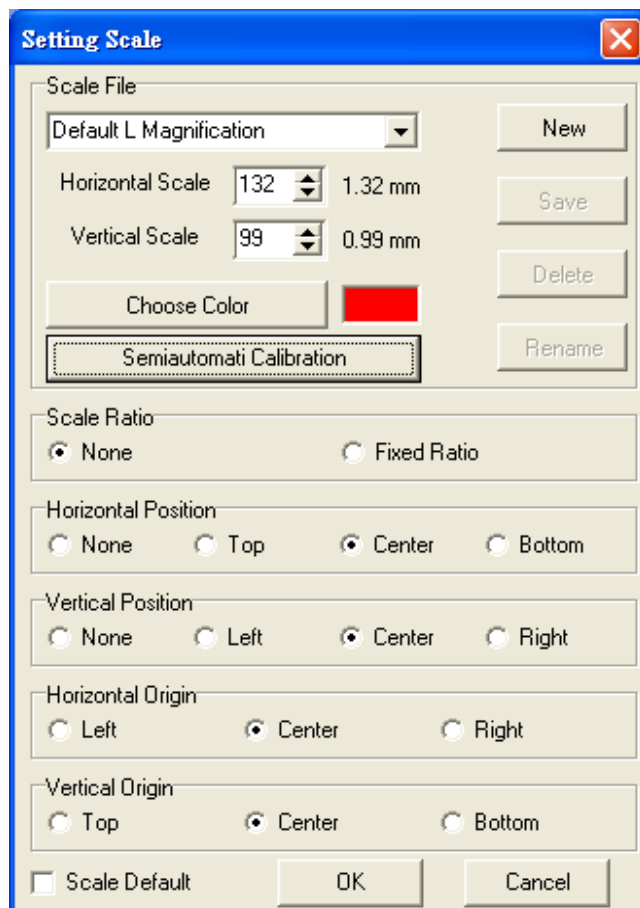 Setting Scale
Scale File
Default L Magnification
New
Horizontal Scale 132 1.32 mm
Save
Vertical Scale 99 0.99 mm
Delete
Choose Color
Rename
Semiautomati Calibration
Scale Ratio
None Fixed Ratio
Horizontal Position
None Top Center Bottom
Vertical Position
None Left Center Right
Horizontal Origin
Left Center Right
Vertical Origin
Top Center Bottom
Scale Default OK Cancel